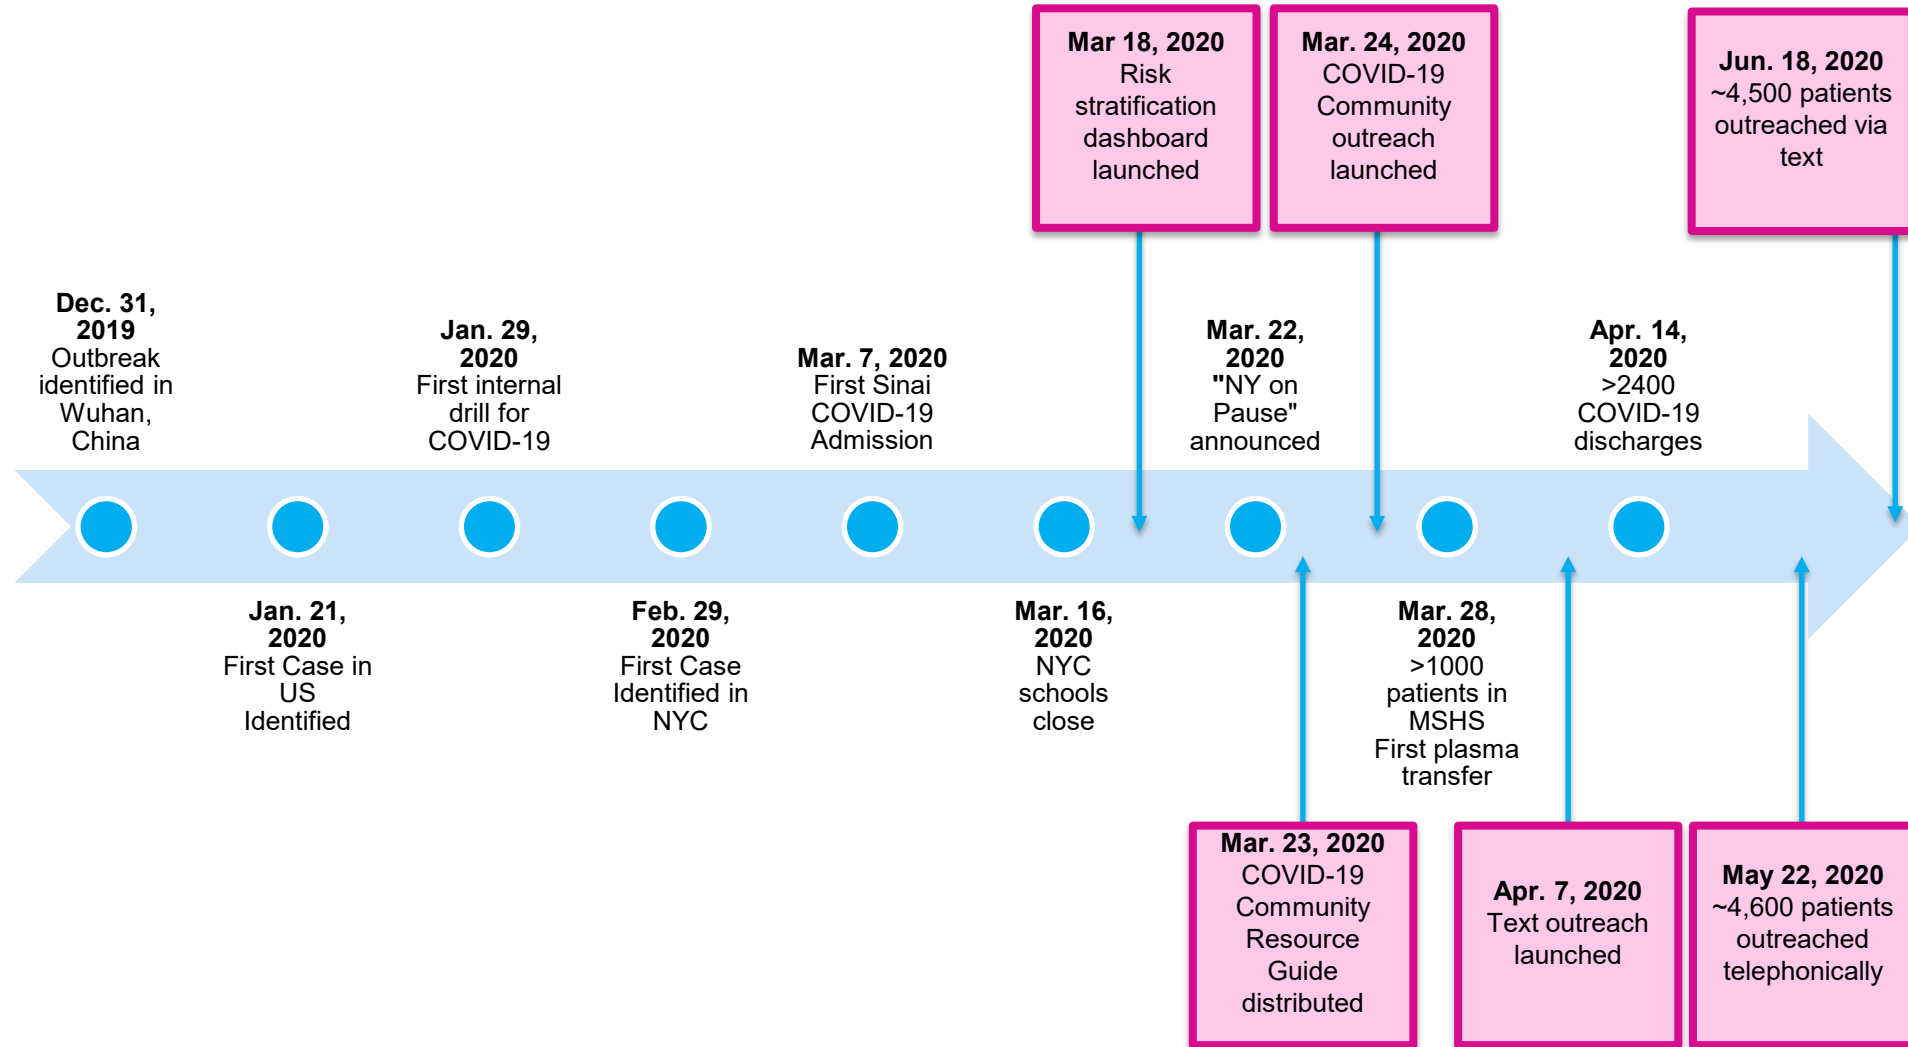 Mar 18, 2020
Risk
stratification
dashboard
launched
Mar. 24, 2020
COVID-19
Community
outreach
launched
Jun. 18, 2020
~4,500 patients
outreached via
text
Dec. 31,
2019
Outbreak
identified in
Wuhan,
China
Jan. 29,
2020
First internal
drill for
COVID-19
Mar. 7, 2020
First Sinai
COVID-19
Admission
Mar. 22,
2020
"NY on
Pause"
announced
Apr. 14,
2020
>2400
COVID-19
discharges
Jan. 21,
2020
First Case in
US
Identified
Feb. 29,
2020
First Case
Identified in
NYC
Mar. 16,
2020
NYC
schools
close
Mar. 28,
2020
>1000
patients in
MSHS
First plasma
transfer
Mar. 23, 2020
COVID-19
Community
Resource
Guide
distributed
Apr. 7, 2020
Text outreach
launched
May 22, 2020
~4,600 patients
outreached
telephonically